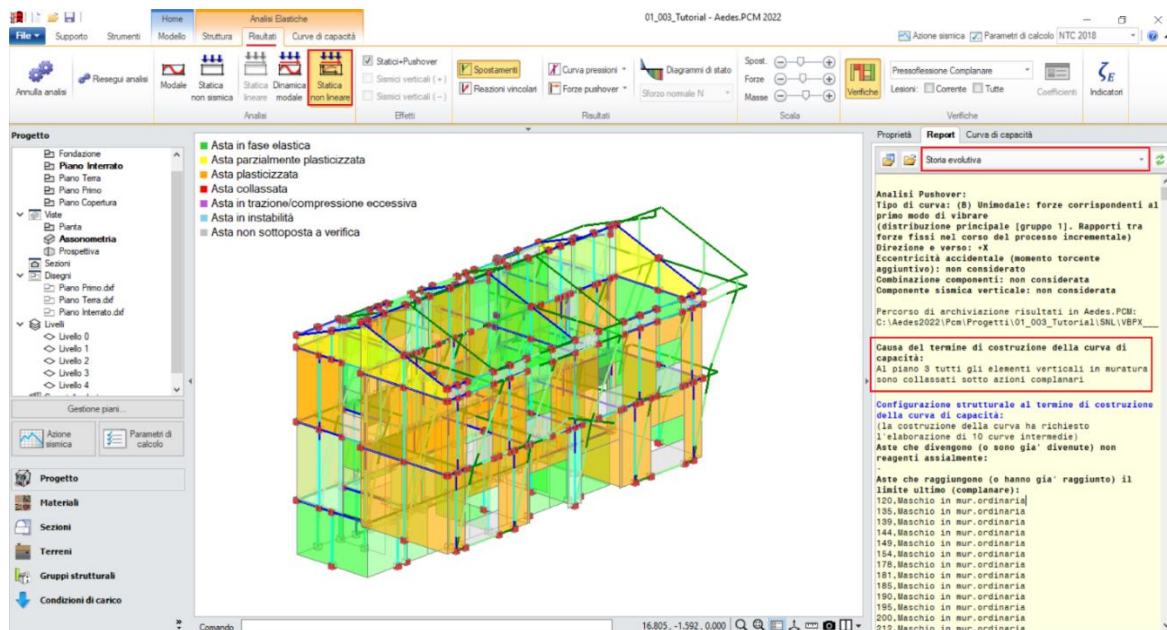 Home
Analisi Elastiche
01_003_Tutorial - Aedes.PCM 2022
File
Supporto
Strumenti
Modello
Struttura
Risultati
Curve di capacità
Azione sismica
Parametri di calcolo
NTC 2018
Annulla analisi
Riesegui analisi
Modale
Statica non sismica
Statica lineare
Dinamica modale
Statica non lineare
Analisi
Statici+Pushover
Sismici verticali (+)
Sismici verticali (–)
Effetti
Spostamenti
Reazioni vincolari
Curva pressioni
Forze pushover
Diagrammi di stato
Sforzo normale N
Risultati
Spost.
Forze
Masse
Scala
Verifiche
Pressoflessione Complanare
Lesioni:
Corrente
Tutte
Coefficienti
Indicatori
Verifiche
Progetto
Fondazione
Piano Interrato
Piano Terra
Piano Primo
Piano Copertura
Viste
Pianta
Assonometria
Prospettiva
Sezioni
Disegni
Piano Primo.dxf
Piano Terra.dxf
Piano Interrato.dxf
Livelli
Livello 0
Livello 1
Livello 2
Livello 3
Livello 4
Gestione piani...
Azione sismica
Parametri di calcolo
Progetto
Materiali
Sezioni
Terreni
Gruppi strutturali
Condizioni di carico
Asta in fase elastica
Asta parzialmente plasticizzata
Asta plasticizzata
Asta collassata
Asta in trazione/compressione eccessiva
Asta in instabilità
Asta non sottoposta a verifica
Comando
16.805, -1.592, 0.000
Proprietà
Report
Curva di capacità
Storia evolutiva
Analisi Pushover:
Tipo di curva: (B) Unimodale: forze corrispondenti al
primo modo di vibrare
(distribuzione principale [gruppo 1]. Rapporti tra
forze fissi nel corso del processo incrementale)
Direzione e verso: +X
Eccentricità accidentale (momento torcente
aggiuntivo): non considerato
Combinazione componenti: non considerata
Componente sismica verticale: non considerata
Percorso di archiviazione risultati in Aedes.PCM:
C:\Aedes2022\Pcm\Progetti\01_003_Tutorial\SNL\VBPX___
Causa del termine di costruzione della curva di
capacità:
Al piano 3 tutti gli elementi verticali in muratura
sono collassati sotto azioni complanari
Configurazione strutturale al termine di costruzione
della curva di capacità:
(la costruzione della curva ha richiesto
l'elaborazione di 10 curve intermedie)
Aste che divengono (o sono gia' divenute) non
reagenti assialmente:
-
Aste che raggiungono (o hanno gia' raggiunto) il
limite ultimo (complanare):
120,Maschio in mur.ordinaria
135,Maschio in mur.ordinaria
139,Maschio in mur.ordinaria
144,Maschio in mur.ordinaria
149,Maschio in mur.ordinaria
154,Maschio in mur.ordinaria
178,Maschio in mur.ordinaria
181,Maschio in mur.ordinaria
185,Maschio in mur.ordinaria
190,Maschio in mur.ordinaria
195,Maschio in mur.ordinaria
200,Maschio in mur.ordinaria
212,Maschio in mur.ordinaria